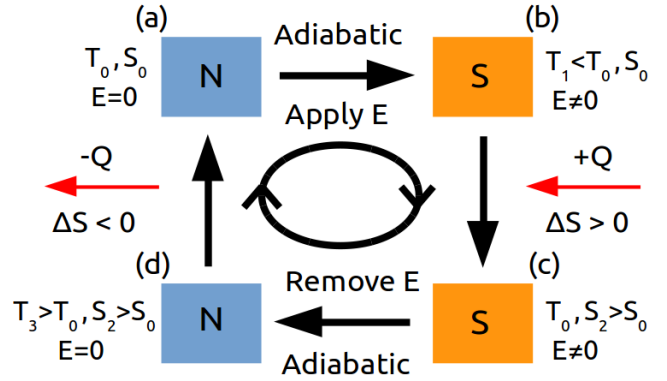 (a)
(b)
T₀,S₀
E=0
N
Adiabatic
Apply E
S
T₁<T₀,S₀
E≠0
-Q
ΔS < 0
+Q
ΔS > 0
(d)
(c)
T₃>T₀,S₂>S₀
E=0
N
Remove E
Adiabatic
S
T₀,S₂>S₀
E≠0